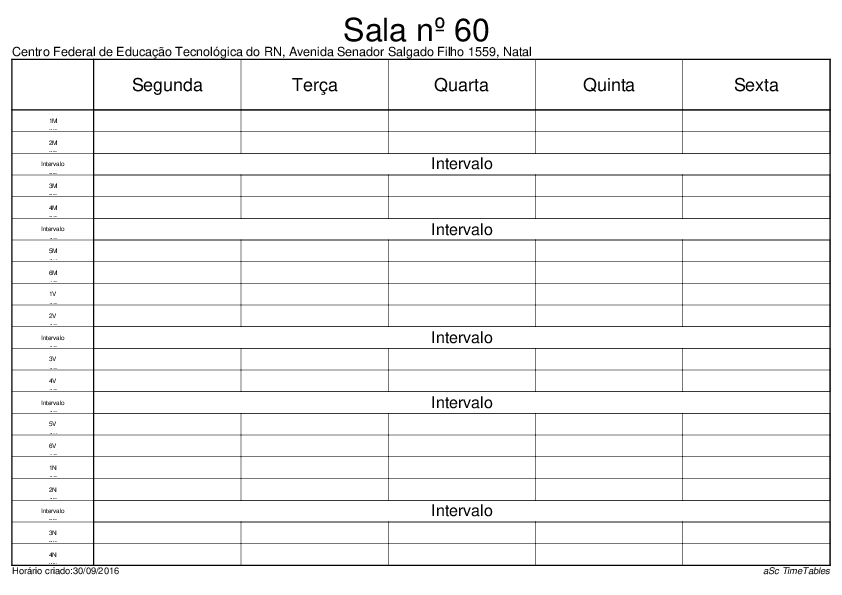 Sala nº 60
Centro Federal de Educação Tecnológica do RN, Avenida Senador Salgado Filho 1559, Natal
Segunda Terça Quarta Quinta Sexta
1M
2M
Intervalo Intervalo
3M
4M
Intervalo Intervalo
5M
6M
1V
2V
Intervalo Intervalo
3V
4V
Intervalo Intervalo
5V
6V
1N
2N
Intervalo Intervalo
3N
4N
Horário criado:30/09/2016 aSc TimeTables